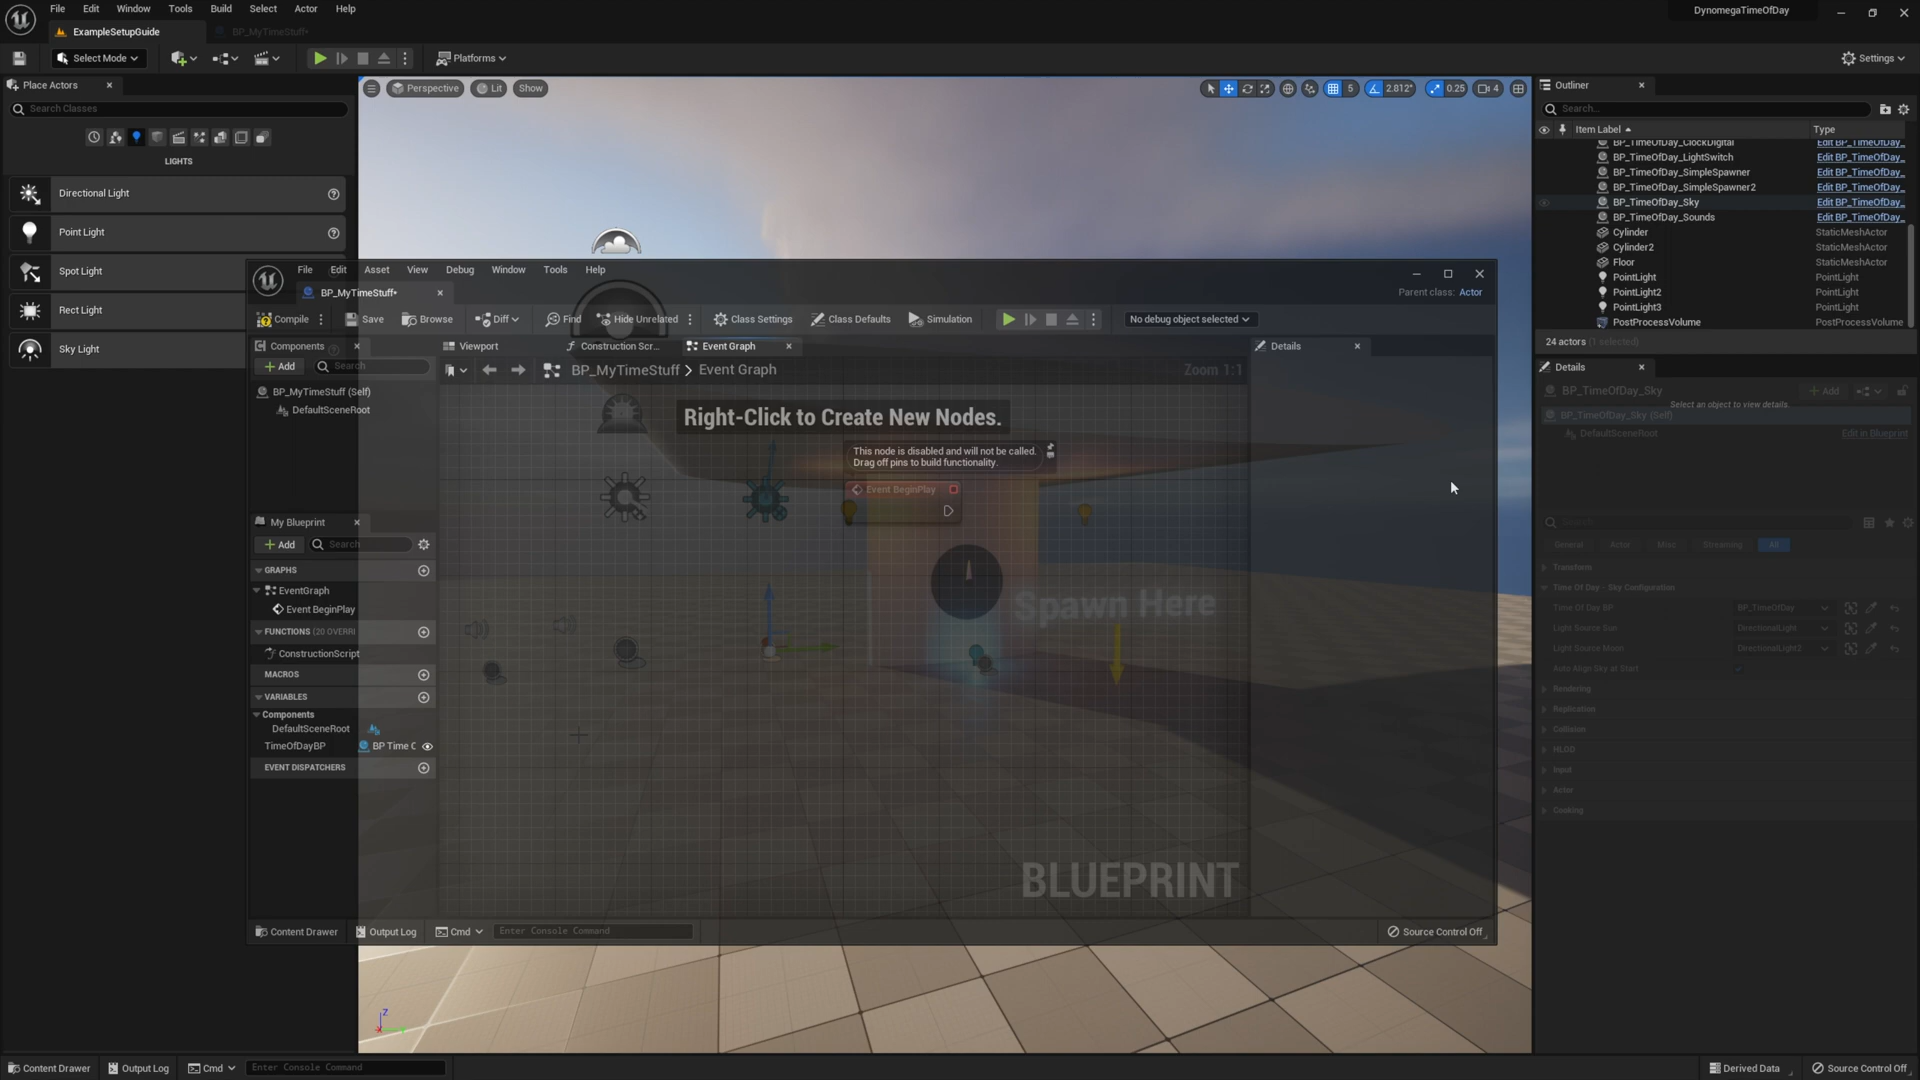 File Edit Window Tools Build Select Actor Help
DynomegaTimeOfDay
ExampleSetupGuide
BP_MyTimeStuff*
Select Mode
Platforms
Settings
Place Actors
Search Classes
LIGHTS
Directional Light
Point Light
Spot Light
Rect Light
Sky Light
Perspective
Lit
Show
5
2.812°
0.25
4
Outliner
Search...
Item Label
Type
BP_TimeOfDay_ClockDigital Edit BP_TimeOfDay_
BP_TimeOfDay_LightSwitch Edit BP_TimeOfDay_
BP_TimeOfDay_SimpleSpawner Edit BP_TimeOfDay_
BP_TimeOfDay_SimpleSpawner2 Edit BP_TimeOfDay_
BP_TimeOfDay_Sky Edit BP_TimeOfDay_
BP_TimeOfDay_Sounds Edit BP_TimeOfDay_
Cylinder StaticMeshActor
Cylinder2 StaticMeshActor
Floor StaticMeshActor
PointLight PointLight
PointLight2 PointLight
PointLight3 PointLight
PostProcessVolume PostProcessVolume
24 actors (1 selected)
Details
BP_TimeOfDay_Sky
Add
Select an object to view details.
BP_TimeOfDay_Sky (Self)
DefaultSceneRoot
Edit in Blueprint
Search
General Actor Misc Streaming All
Transform
Time Of Day - Sky Configuration
Time Of Day BP BP_TimeOfDay
Light Source Sun DirectionalLight
Light Source Moon DirectionalLight2
Auto Align Sky at Start
Rendering
Replication
Collision
HLOD
Input
Actor
Cooking
File Edit Asset View Debug Window Tools Help
BP_MyTimeStuff*
Parent class: Actor
Compile
Save
Browse
Diff
Find
Hide Unrelated
Class Settings
Class Defaults
Simulation
No debug object selected
Components
Add
Search
BP_MyTimeStuff (Self)
DefaultSceneRoot
My Blueprint
Add
Search
GRAPHS
EventGraph
Event BeginPlay
FUNCTIONS (20 OVERRI
ConstructionScript
MACROS
VARIABLES
Components
DefaultSceneRoot
TimeOfDayBP BP Time C
EVENT DISPATCHERS
Viewport
Construction Scr...
Event Graph
BP_MyTimeStuff > Event Graph
Zoom 1:1
Right-Click to Create New Nodes.
This node is disabled and will not be called.
Drag off pins to build functionality.
Event BeginPlay
Spawn Here
BLUEPRINT
Details
Content Drawer
Output Log
Cmd
Enter Console Command
Source Control Off
Z
Content Drawer
Output Log
Cmd
Enter Console Command
Derived Data
Source Control Off